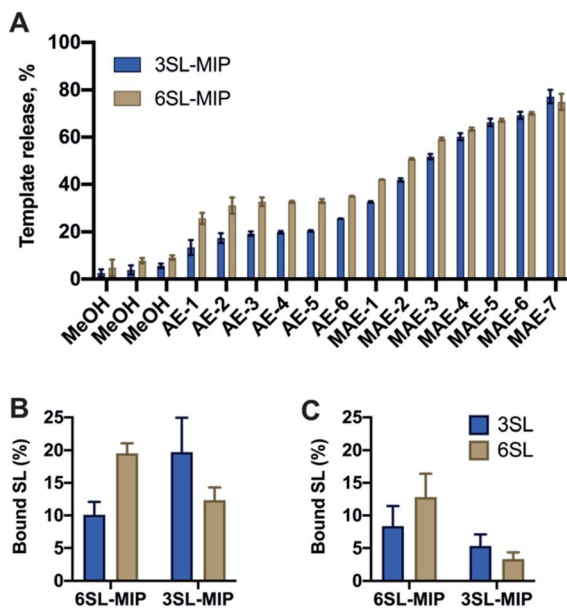 A
Template release, %
100
80
60
40
20
0
3SL-MIP
6SL-MIP
MeOH
MeOH
MeOH
AE-1
AE-2
AE-3
AE-4
AE-5
AE-6
MAE-1
MAE-2
MAE-3
MAE-4
MAE-5
MAE-6
MAE-7
B
Bound SL (%)
25
20
15
10
5
0
6SL-MIP
3SL-MIP
C
Bound SL (%)
25
20
15
10
5
0
3SL
6SL
6SL-MIP
3SL-MIP